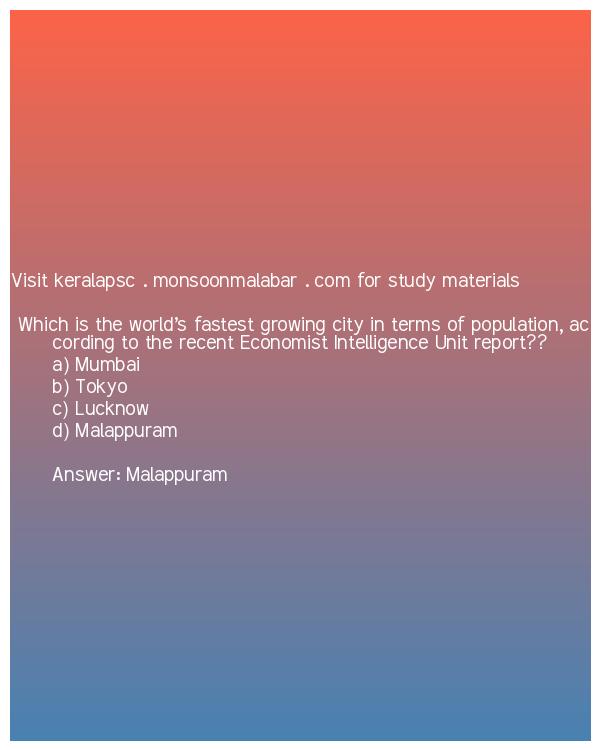 Visit keralapsc . monsoonmalabar . com for study materials
Which is the world's fastest growing city in terms of population, ac
cording to the recent Economist Intelligence Unit report??
a) Mumbai
b) Tokyo
c) Lucknow
d) Malappuram
Answer: Malappuram